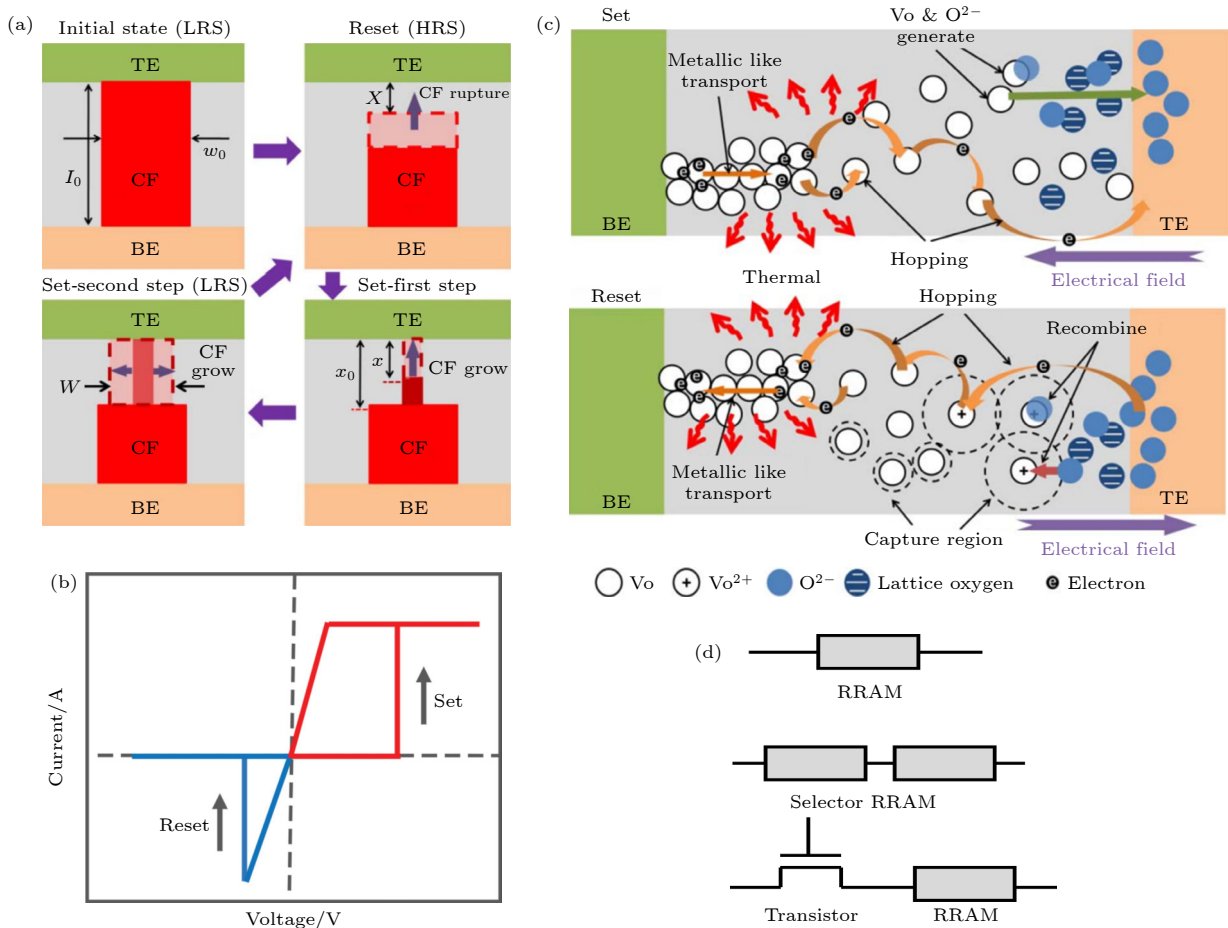 (a)
Initial state (LRS)
TE
I₀
w₀
CF
BE
Reset (HRS)
TE
X
CF rupture
CF
BE
Set-second step (LRS)
TE
CF
grow
W
CF
BE
Set-first step
TE
x₀
x
CF grow
CF
BE
(b)
Current/A
Set
Reset
Voltage/V
(c)
Set
Vo & O²⁻
generate
Metallic like
transport
e
e
e
e
e
e
e
e
e
BE
TE
Thermal
Hopping
Electrical field
Reset
Hopping
Recombine
e
e
e
e
e
e
e
e
+
+
+
BE
TE
Metallic like
transport
Capture region
Electrical field
Vo
+ Vo²⁺
O²⁻
Lattice oxygen
e Electron
(d)
RRAM
Selector RRAM
Transistor
RRAM